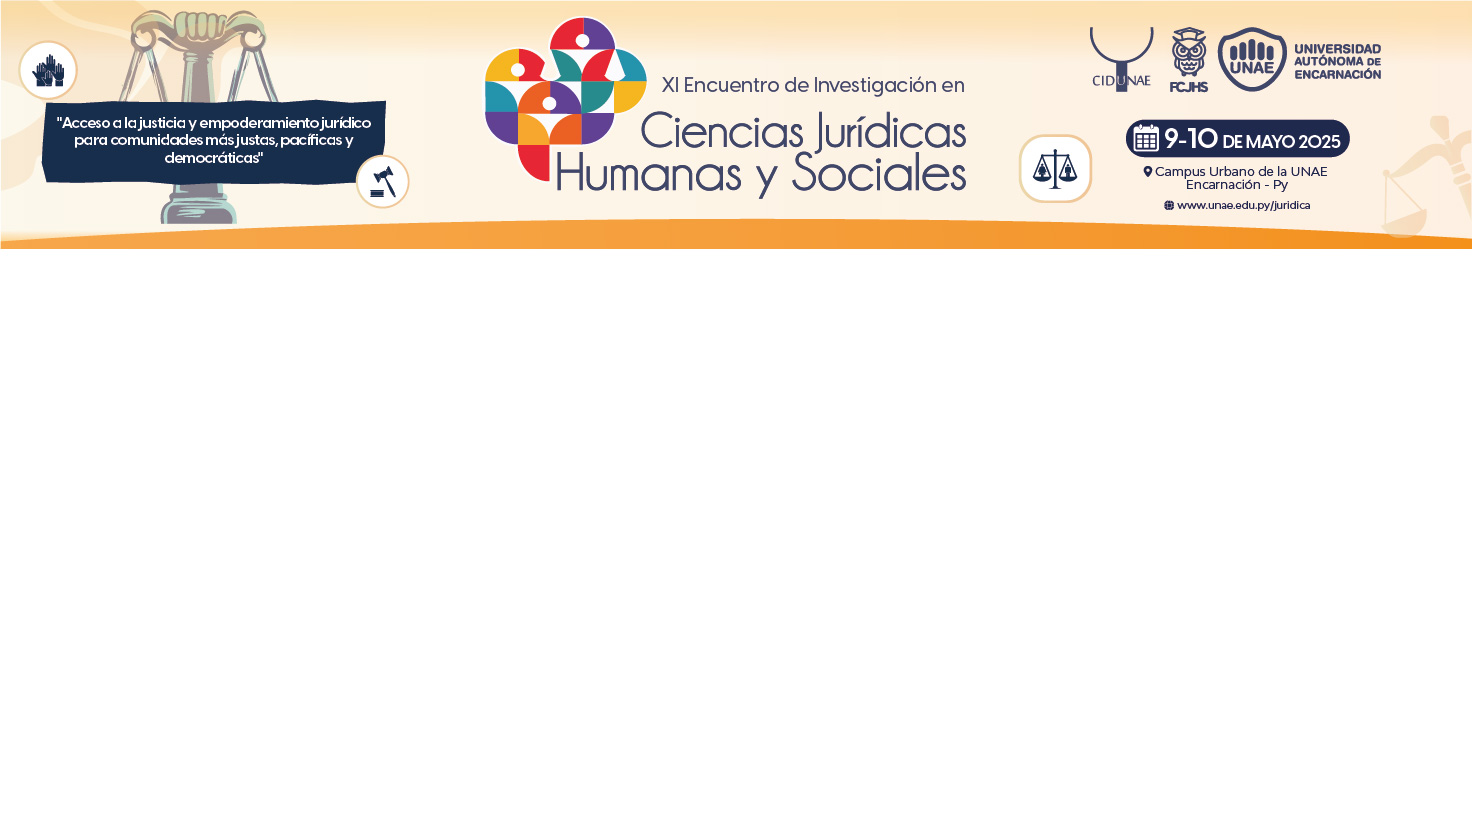 "Acceso a la justicia y empoderamiento jurídico
para comunidades más justas, pacíficas y
democráticas"
XI Encuentro de Investigación en
Ciencias Jurídicas
Humanas y Sociales
CIDUNAE
FCJHS
UNAE
UNIVERSIDAD
AUTÓNOMA DE
ENCARNACIÓN
9-10 DE MAYO 2025
Campus Urbano de la UNAE
Encarnación - Py
www.unae.edu.py/juridica